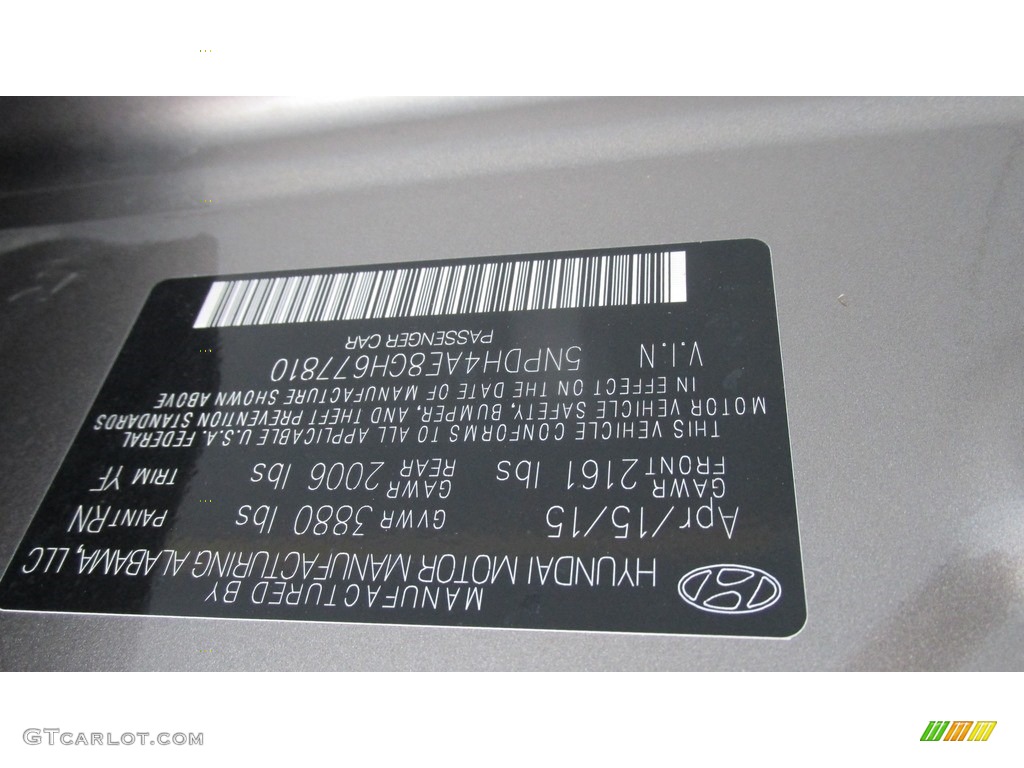 MANUFACTURED BY
HYUNDAI MOTOR MANUFACTURING ALABAMA, LLC
Apr/15/15 GVWR 3880 lbs PAINT RN
GAWR FRONT 2161 lbs GAWR REAR 2006 lbs TRIM YF
THIS VEHICLE CONFORMS TO ALL APPLICABLE U.S.A. FEDERAL
MOTOR VEHICLE SAFETY, BUMPER, AND THEFT PREVENTION STANDARDS
IN EFFECT ON THE DATE OF MANUFACTURE SHOWN ABOVE
V.I.N 5NPDH4AE8GH677810
PASSENGER CAR
GTCARLOT.COM